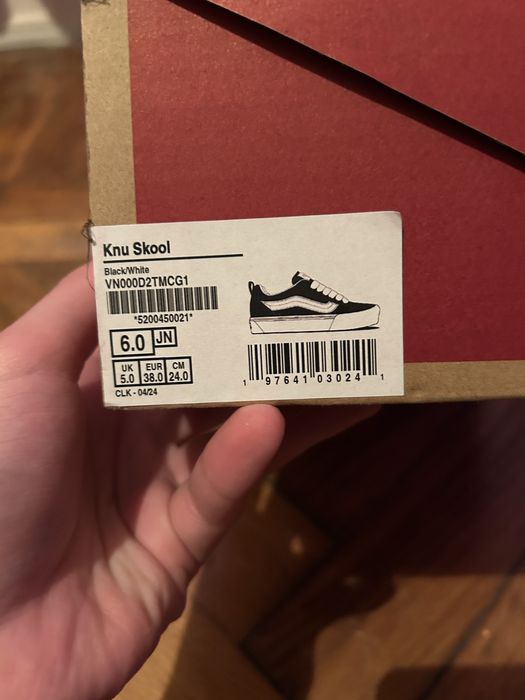 Knu Skool
Black/White
VN000D2TMCG1
*5200450021*
6.0 JN
UK EUR CM
5.0 38.0 24.0
CLK - 04/24
1 97641 03024 1